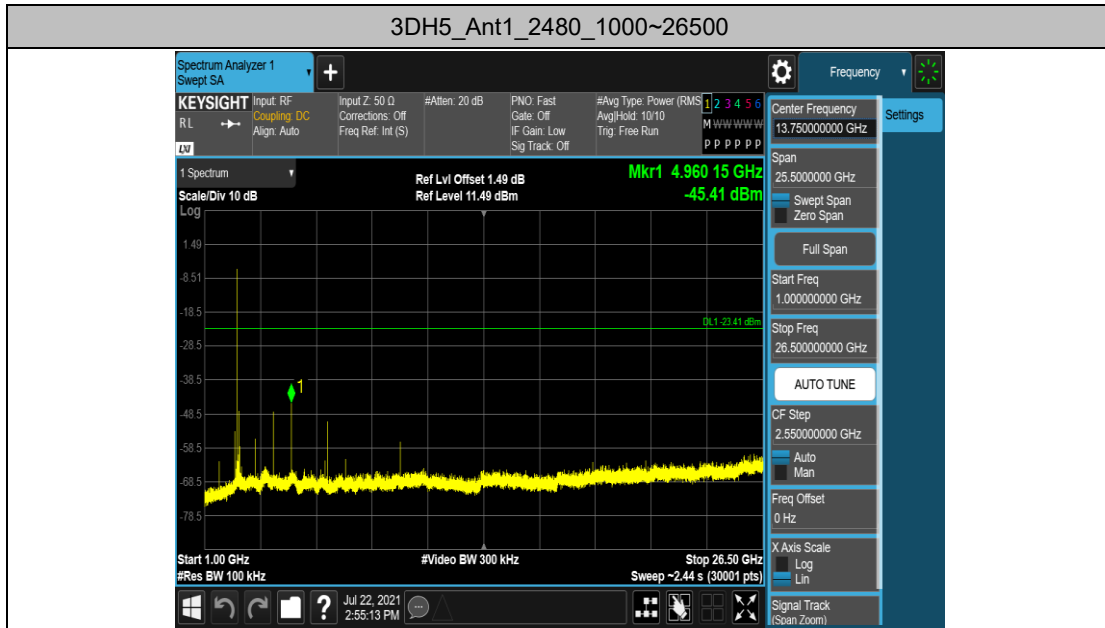 3DH5_Ant1_2480_1000~26500
Spectrum Analyzer 1
Swept SA
+
Frequency
KEYSIGHT
RL
LXI
Input: RF
Coupling: DC
Align: Auto
Input Z: 50 Ω
Corrections: Off
Freq Ref: Int (S)
#Atten: 20 dB
PNO: Fast
Gate: Off
IF Gain: Low
Sig Track: Off
#Avg Type: Power (RMS
Avg|Hold: 10/10
Trig: Free Run
1 2 3 4 5 6
M W W W W W
P P P P P P
1 Spectrum
Scale/Div 10 dB
Log
Ref Lvl Offset 1.49 dB
Ref Level 11.49 dBm
Mkr1 4.960 15 GHz
-45.41 dBm
1.49
-8.51
-18.5
DL1 -23.41 dBm
-28.5
-38.5
1
-48.5
-58.5
-68.5
-78.5
Start 1.00 GHz
#Res BW 100 kHz
#Video BW 300 kHz
Stop 26.50 GHz
Sweep ~2.44 s (30001 pts)
?
Jul 22, 2021
2:55:13 PM
Center Frequency
13.750000000 GHz
Settings
Span
25.5000000 GHz
Swept Span
Zero Span
Full Span
Start Freq
1.000000000 GHz
Stop Freq
26.500000000 GHz
AUTO TUNE
CF Step
2.550000000 GHz
Auto
Man
Freq Offset
0 Hz
X Axis Scale
Log
Lin
Signal Track
(Span Zoom)